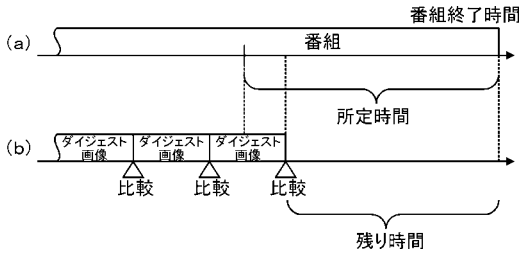 番組終了時間
(a)
番組
所定時間
(b)
ダイジェスト
画像
ダイジェスト
画像
ダイジェスト
画像
比較
比較
比較
残り時間